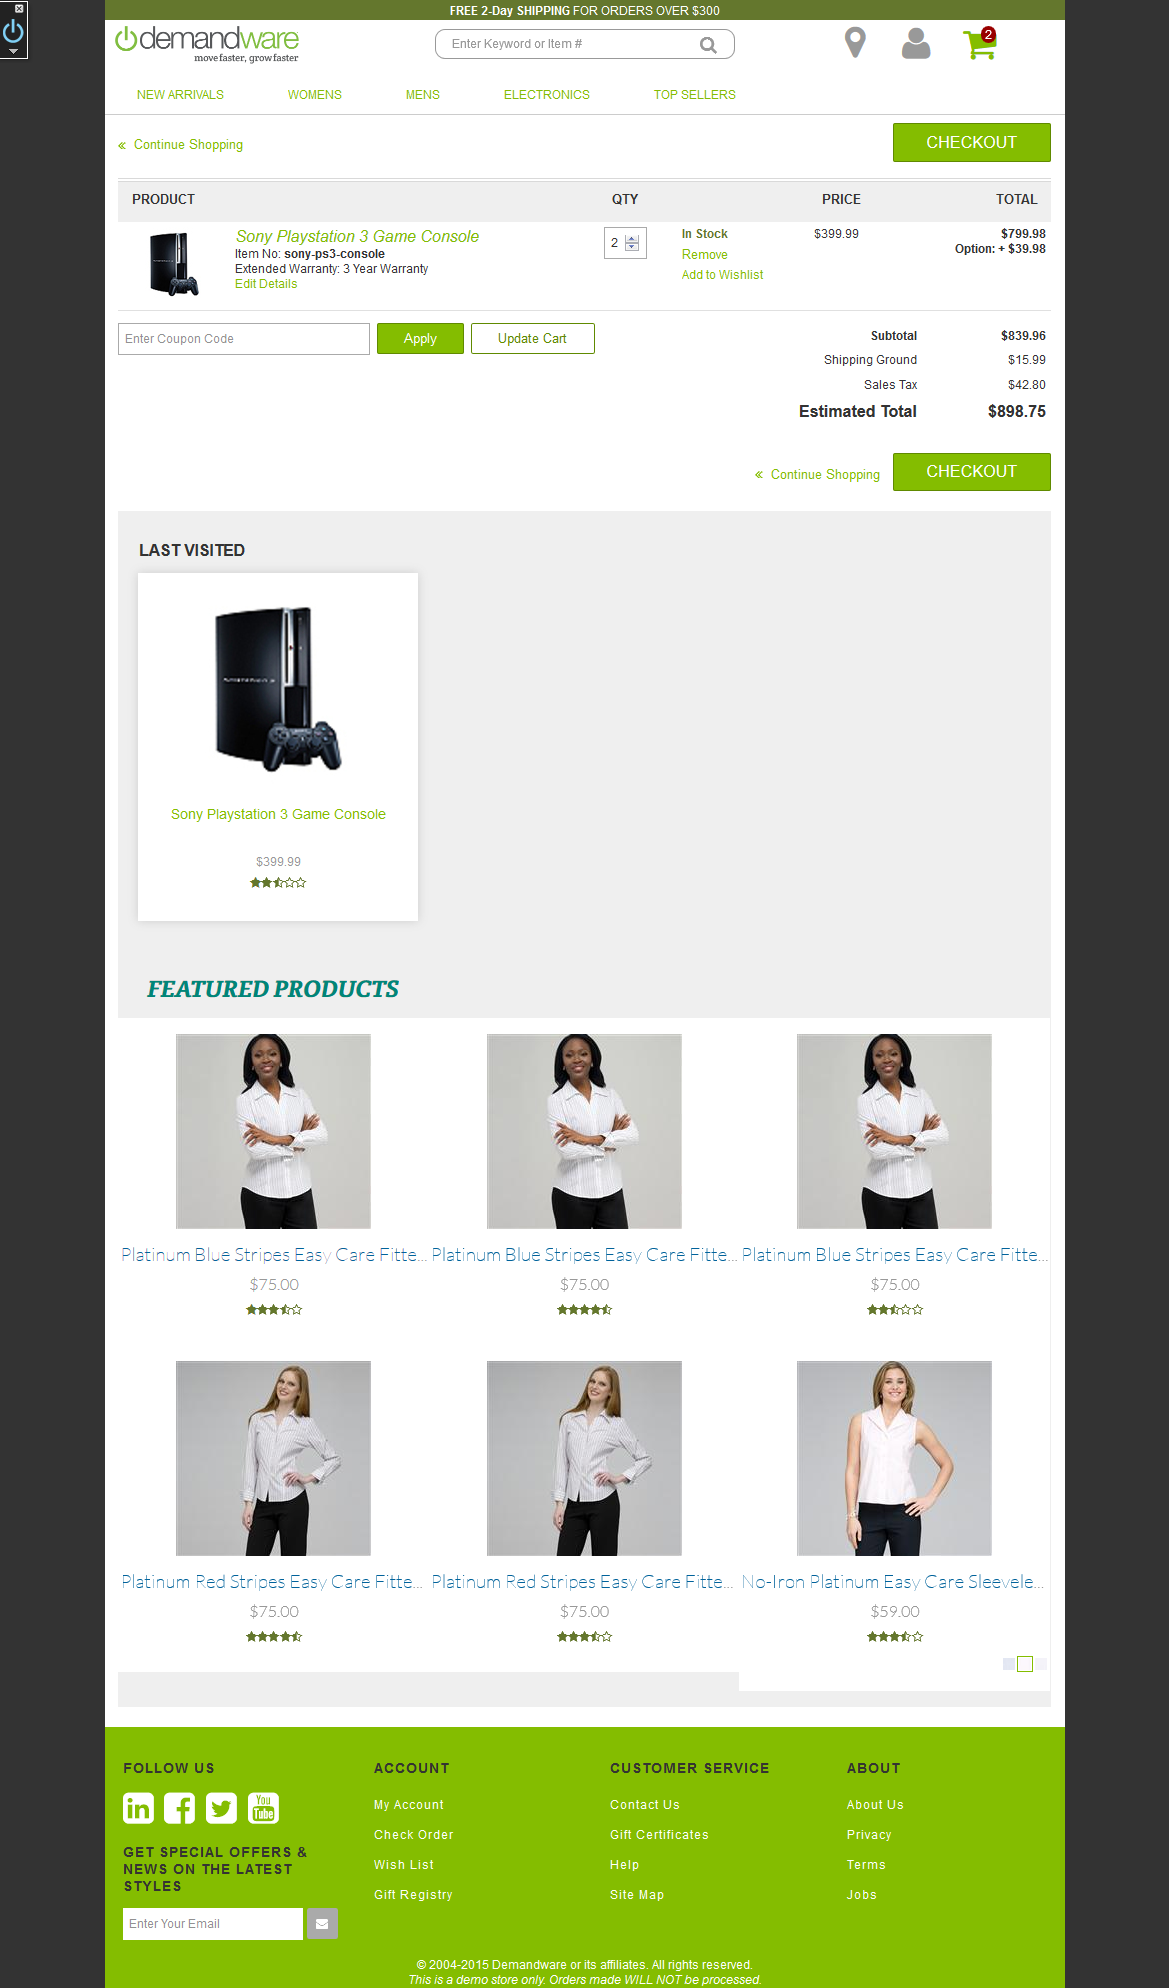 FREE 2-Day SHIPPING FOR ORDERS OVER $300
demandware
move faster, grow faster
Enter Keyword or Item #
2
NEW ARRIVALS WOMENS MENS ELECTRONICS TOP SELLERS
« Continue Shopping
CHECKOUT
PRODUCT QTY PRICE TOTAL
Sony Playstation 3 Game Console
Item No: sony-ps3-console
Extended Warranty: 3 Year Warranty
Edit Details
2
In Stock
Remove
Add to Wishlist
$399.99
$799.98
Option: + $39.98
Enter Coupon Code
Apply
Update Cart
Subtotal $839.96
Shipping Ground $15.99
Sales Tax $42.80
Estimated Total $898.75
« Continue Shopping
CHECKOUT
LAST VISITED
Sony Playstation 3 Game Console
$399.99
FEATURED PRODUCTS
Platinum Blue Stripes Easy Care Fitte... Platinum Blue Stripes Easy Care Fitte... Platinum Blue Stripes Easy Care Fitte...
$75.00 $75.00 $75.00
Platinum Red Stripes Easy Care Fitte... Platinum Red Stripes Easy Care Fitte... No-Iron Platinum Easy Care Sleevele...
$75.00 $75.00 $59.00
FOLLOW US
You
Tube
GET SPECIAL OFFERS &
NEWS ON THE LATEST
STYLES
Enter Your Email
ACCOUNT
My Account
Check Order
Wish List
Gift Registry
CUSTOMER SERVICE
Contact Us
Gift Certificates
Help
Site Map
ABOUT
About Us
Privacy
Terms
Jobs
© 2004-2015 Demandware or its affiliates. All rights reserved.
This is a demo store only. Orders made WILL NOT be processed.